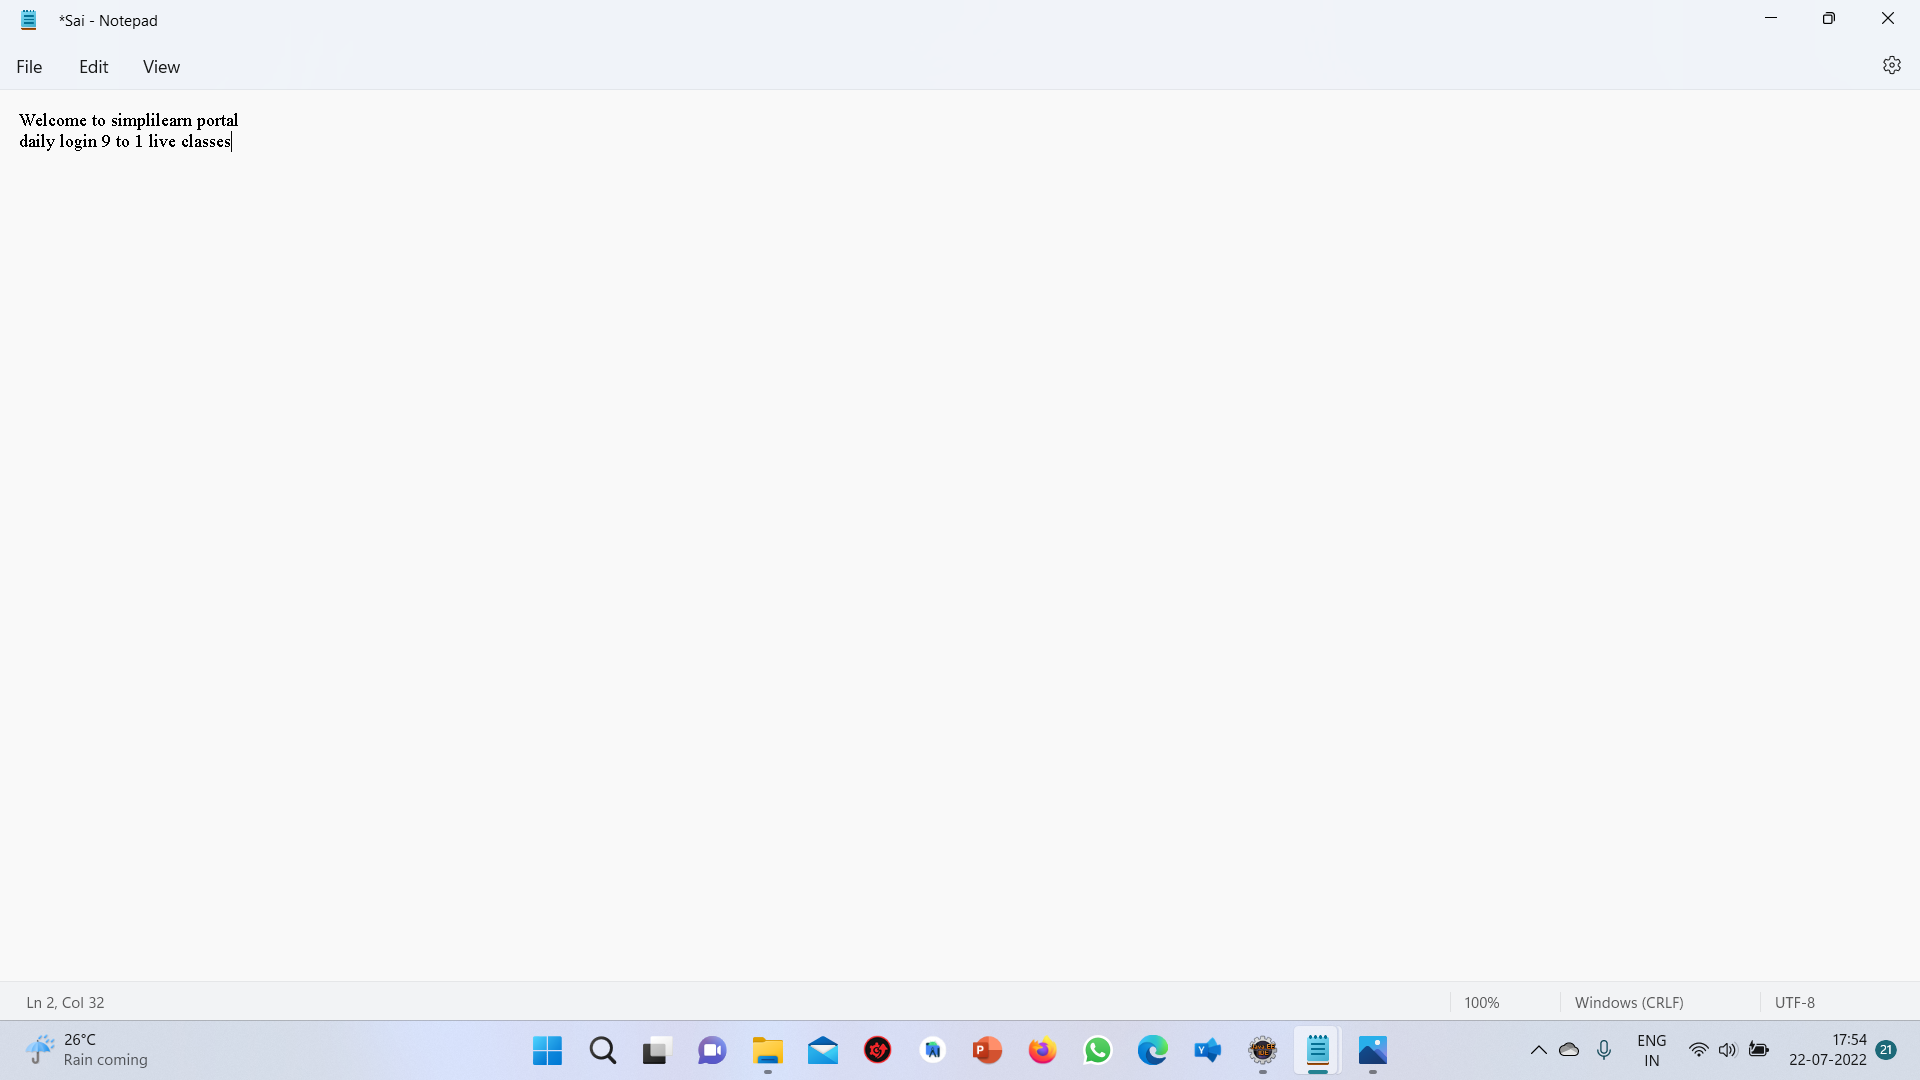 *Sai - Notepad
File Edit View
Welcome to simplilearn portal
daily login 9 to 1 live classes
Ln 2, Col 32 100% Windows (CRLF) UTF-8
26°C
Rain coming
ENG
IN
17:54
22-07-2022
21